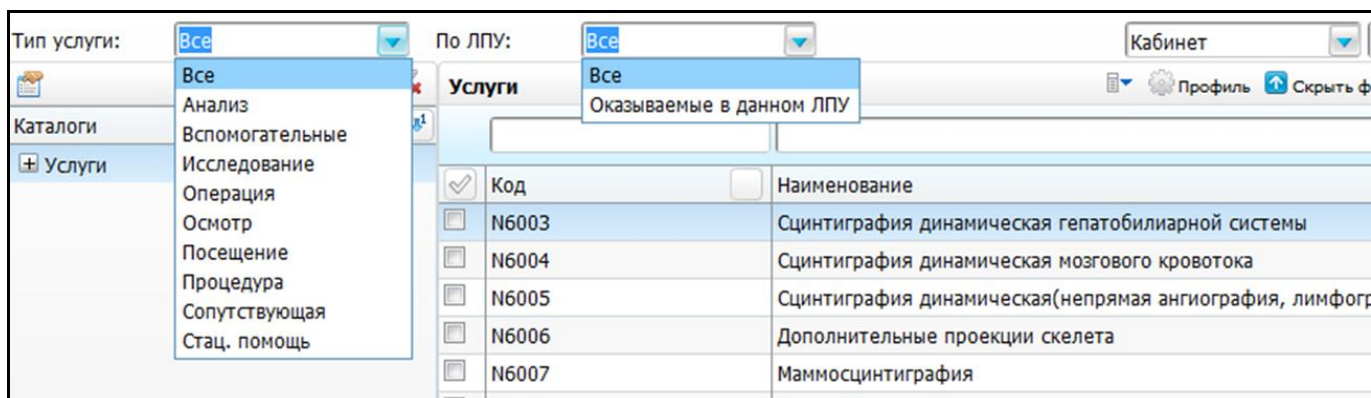 Тип услуги: Все По ЛПУ: Все Кабинет
Все
Анализ
Вспомогательные
Исследование
Операция
Осмотр
Посещение
Процедура
Сопутствующая
Стац. помощь
Все
Оказываемые в данном ЛПУ
Каталоги
Услуги
Услуги Профиль Скрыть ф
Код Наименование
N6003 Сцинтиграфия динамическая гепатобилиарной системы
N6004 Сцинтиграфия динамическая мозгового кровотока
N6005 Сцинтиграфия динамическая(непрямая ангиография, лимфогр
N6006 Дополнительные проекции скелета
N6007 Маммосцинтиграфия